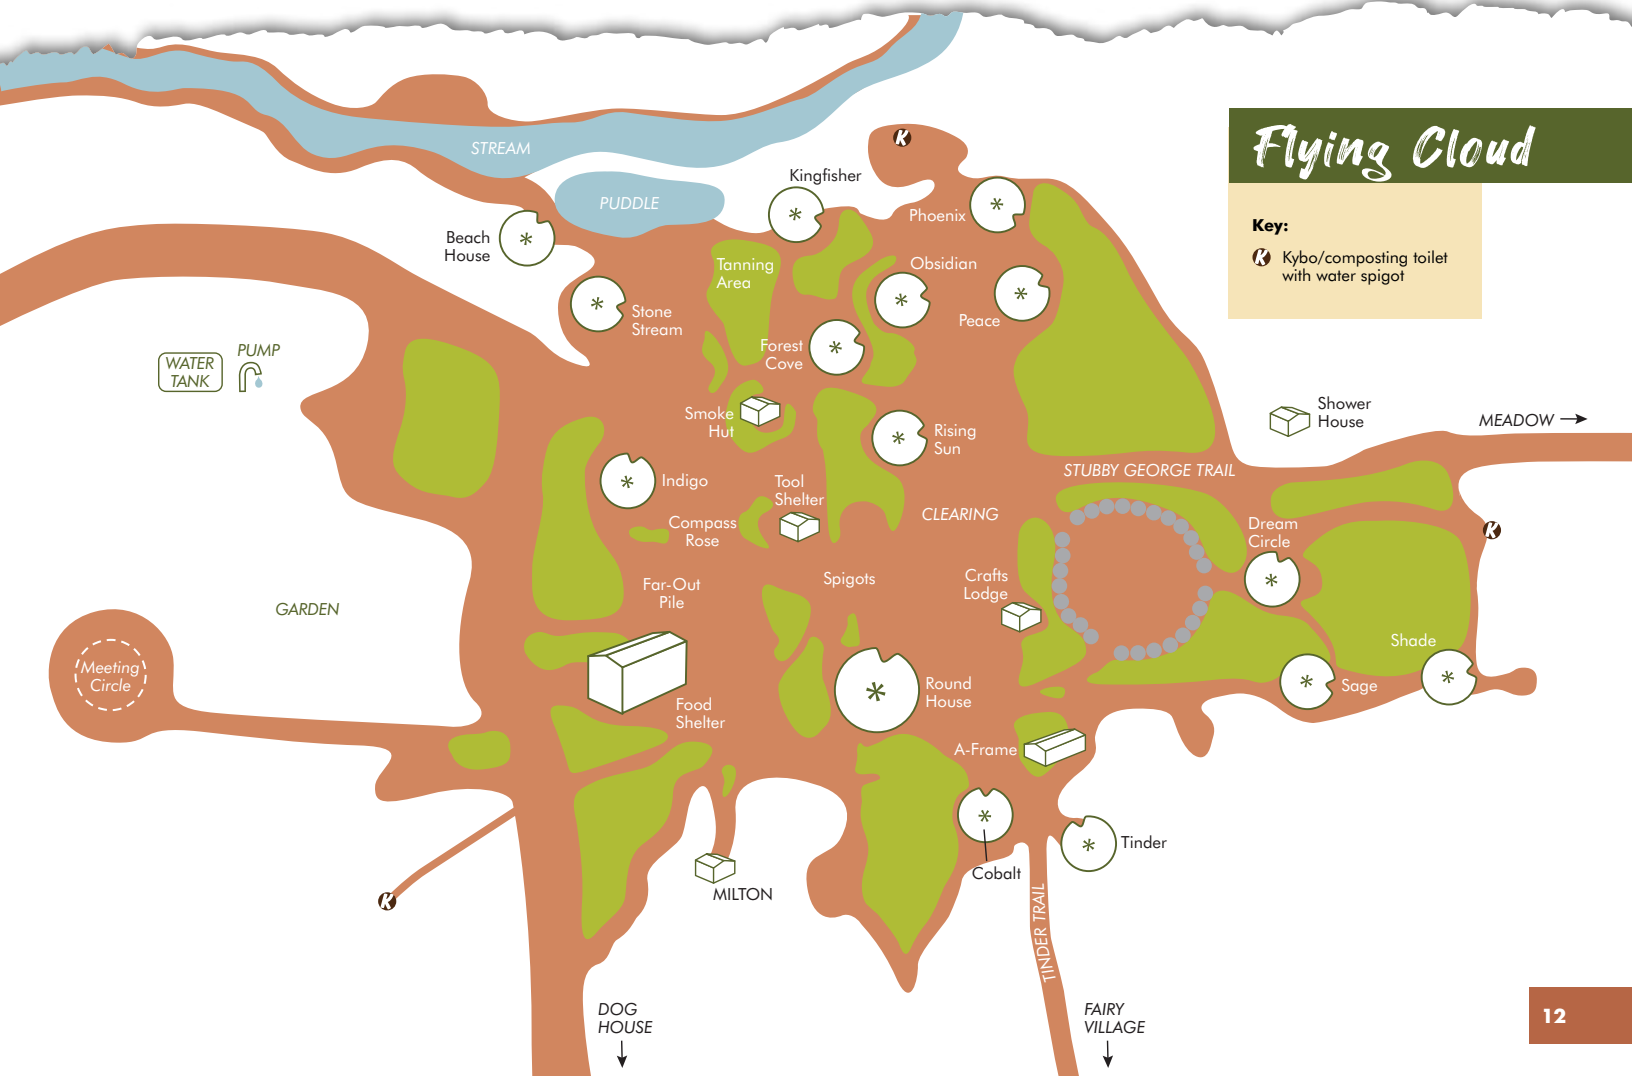 Flying Cloud
Key:
K Kybo/composting toilet
with water spigot
STREAM
PUDDLE
Kingfisher
K
Phoenix
Beach
House
Tanning
Area
Obsidian
Stone
Stream
Peace
Forest
Cove
WATER
TANK
PUMP
Smoke
Hut
Rising
Sun
Shower
House
MEADOW
STUBBY GEORGE TRAIL
Indigo
Tool
Shelter
Compass
Rose
CLEARING
Dream
Circle
K
Far-Out
Pile
Spigots
Crafts
Lodge
GARDEN
Meeting
Circle
Shade
Food
Shelter
Round
House
Sage
A-Frame
Cobalt
Tinder
K
MILTON
TINDER TRAIL
DOG
HOUSE
FAIRY
VILLAGE
12